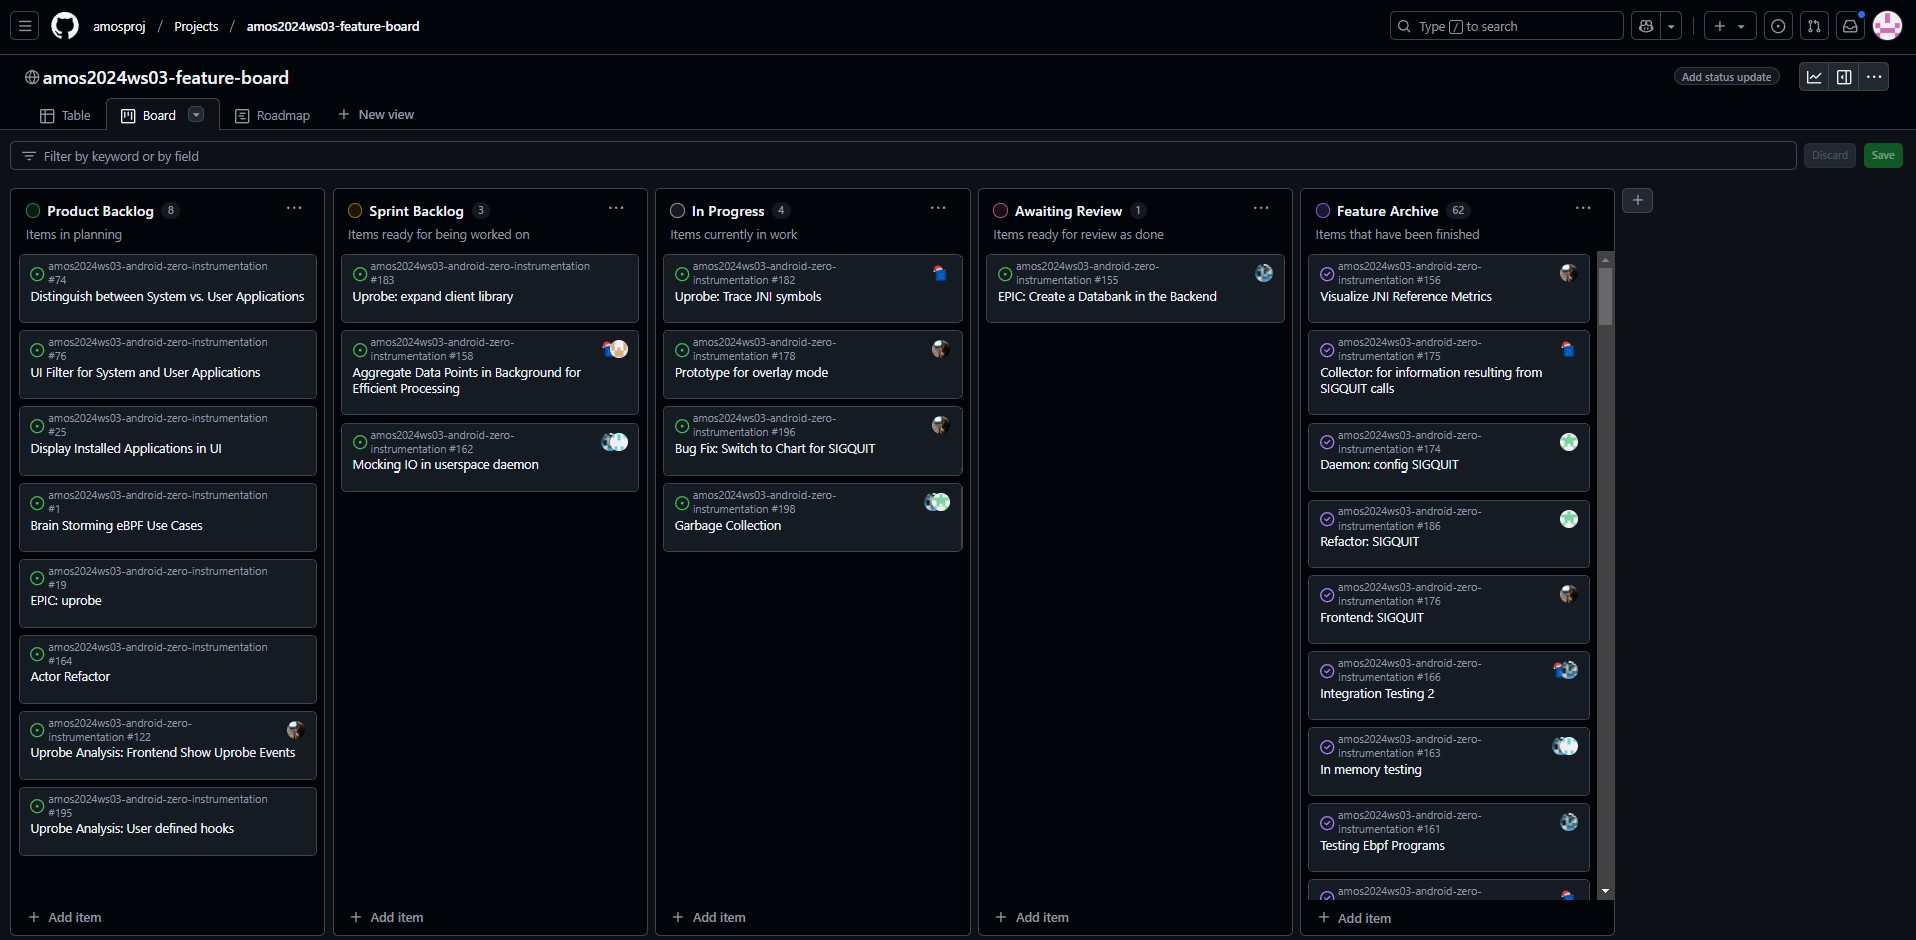 amosproj / Projects / amos2024ws03-feature-board
Type / to search
amos2024ws03-feature-board
Add status update
Table
Board
Roadmap
New view
Filter by keyword or by field
Discard
Save
Product Backlog 8
Items in planning
amos2024ws03-android-zero-instrumentation
#74
Distinguish between System vs. User Applications
amos2024ws03-android-zero-instrumentation
#76
UI Filter for System and User Applications
amos2024ws03-android-zero-instrumentation
#25
Display Installed Applications in UI
amos2024ws03-android-zero-instrumentation
#1
Brain Storming eBPF Use Cases
amos2024ws03-android-zero-instrumentation
#19
EPIC: uprobe
amos2024ws03-android-zero-instrumentation
#164
Actor Refactor
amos2024ws03-android-zero-
instrumentation #122
Uprobe Analysis: Frontend Show Uprobe Events
amos2024ws03-android-zero-instrumentation
#195
Uprobe Analysis: User defined hooks
Add item
Sprint Backlog 3
Items ready for being worked on
amos2024ws03-android-zero-instrumentation
#183
Uprobe: expand client library
amos2024ws03-android-zero-
instrumentation #158
Aggregate Data Points in Background for
Efficient Processing
amos2024ws03-android-zero-
instrumentation #162
Mocking IO in userspace daemon
Add item
In Progress 4
Items currently in work
amos2024ws03-android-zero-
instrumentation #182
Uprobe: Trace JNI symbols
amos2024ws03-android-zero-
instrumentation #178
Prototype for overlay mode
amos2024ws03-android-zero-
instrumentation #196
Bug Fix: Switch to Chart for SIGQUIT
amos2024ws03-android-zero-
instrumentation #198
Garbage Collection
Add item
Awaiting Review 1
Items ready for review as done
amos2024ws03-android-zero-
instrumentation #155
EPIC: Create a Databank in the Backend
Add item
Feature Archive 62
Items that have been finished
amos2024ws03-android-zero-
instrumentation #156
Visualize JNI Reference Metrics
amos2024ws03-android-zero-
instrumentation #175
Collector: for information resulting from
SIGQUIT calls
amos2024ws03-android-zero-
instrumentation #174
Daemon: config SIGQUIT
amos2024ws03-android-zero-
instrumentation #186
Refactor: SIGQUIT
amos2024ws03-android-zero-
instrumentation #176
Frontend: SIGQUIT
amos2024ws03-android-zero-
instrumentation #166
Integration Testing 2
amos2024ws03-android-zero-
instrumentation #163
In memory testing
amos2024ws03-android-zero-
instrumentation #161
Testing Ebpf Programs
amos2024ws03-android-zero-
Add item